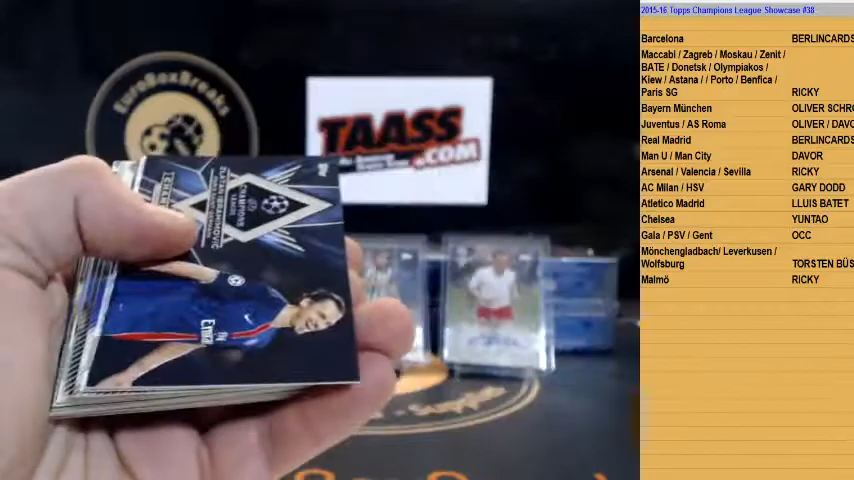 2015-16 Topps Champions League Showcase #38
Barcelona BERLINCARDS
Maccabi / Zagreb / Moskau / Zenit /
BATE / Donetsk / Olympiakos /
Kiew / Astana / / Porto / Benfica /
Paris SG RICKY
Bayern München OLIVER SCHRO
Juventus / AS Roma OLIVER / DAVO
Real Madrid BERLINCARDS
Man U / Man City DAVOR
Arsenal / Valencia / Sevilla RICKY
AC Milan / HSV GARY DODD
Atletico Madrid LLUIS BATET
Chelsea YUNTAO
Gala / PSV / Gent OCC
Mönchengladbach/ Leverkusen /
Wolfsburg TORSTEN BÜS
Malmö RICKY
EuroBoxBreaks
TAASS
.COM
CHAMPIONS
LEAGUE
ZLATAN IBRAHIMOVIĆ